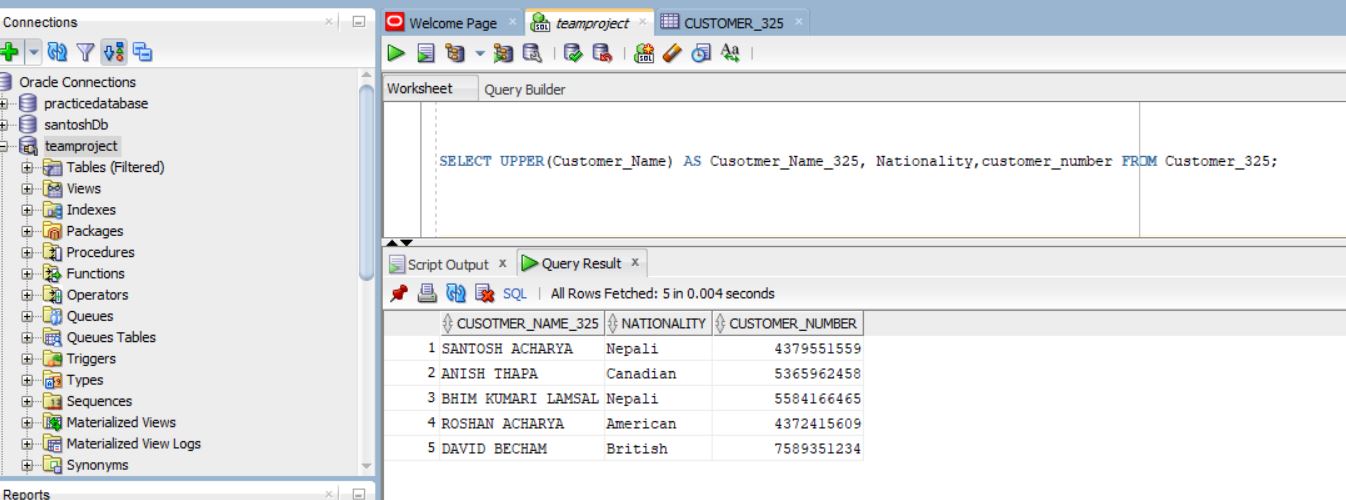 Connections
Oracle Connections
practicedatabase
santoshDb
teamproject
Tables (Filtered)
Views
Indexes
Packages
Procedures
Functions
Operators
Queues
Queues Tables
Triggers
Types
Sequences
Materialized Views
Materialized View Logs
Synonyms
Reports
Welcome Page teamproject CUSTOMER_325
Worksheet Query Builder
SELECT UPPER(Customer_Name) AS Cusotmer_Name_325, Nationality,customer_number FROM Customer_325;
Script Output x Query Result x
SQL | All Rows Fetched: 5 in 0.004 seconds
CUSOTMER_NAME_325 NATIONALITY CUSTOMER_NUMBER
1 SANTOSH ACHARYA Nepali 4379551559
2 ANISH THAPA Canadian 5365962458
3 BHIM KUMARI LAMSAL Nepali 5584166465
4 ROSHAN ACHARYA American 4372415609
5 DAVID BECHAM British 7589351234